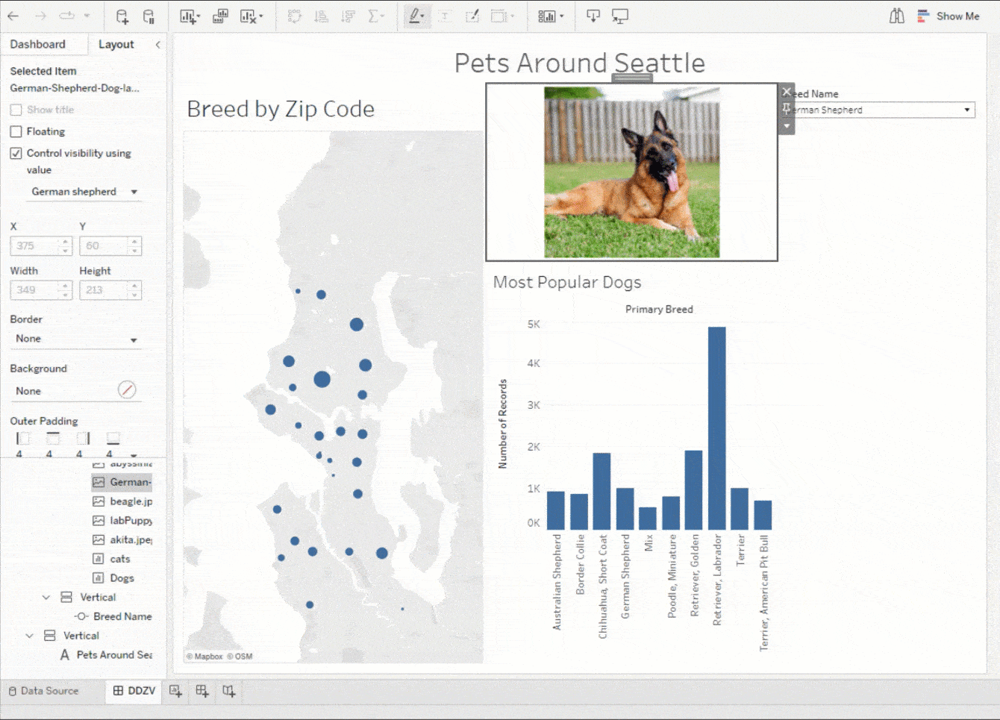 Show Me
Dashboard
Layout
Selected Item
German-Shepherd-Dog-la...
Show title
Floating
Control visibility using
value
German shepherd
X
Y
375
60
Width
Height
349
213
Border
None
Background
None
Outer Padding
4
4
4
4
German-
beagle.jp
labPuppy
akita.jpe
cats
Dogs
Vertical
Breed Name
Vertical
Pets Around Sea
Pets Around Seattle
Breed by Zip Code
© Mapbox © OSM
eed Name
erman Shepherd
Most Popular Dogs
Primary Breed
Number of Records
5K
4K
3K
2K
1K
0K
Australian Shepherd
Border Collie
Chihuahua, Short Coat
German Shepherd
Mix
Poodle, Miniature
Retriever, Golden
Retriever, Labrador
Terrier
Terrier, American Pit Bull
Data Source
DDZV